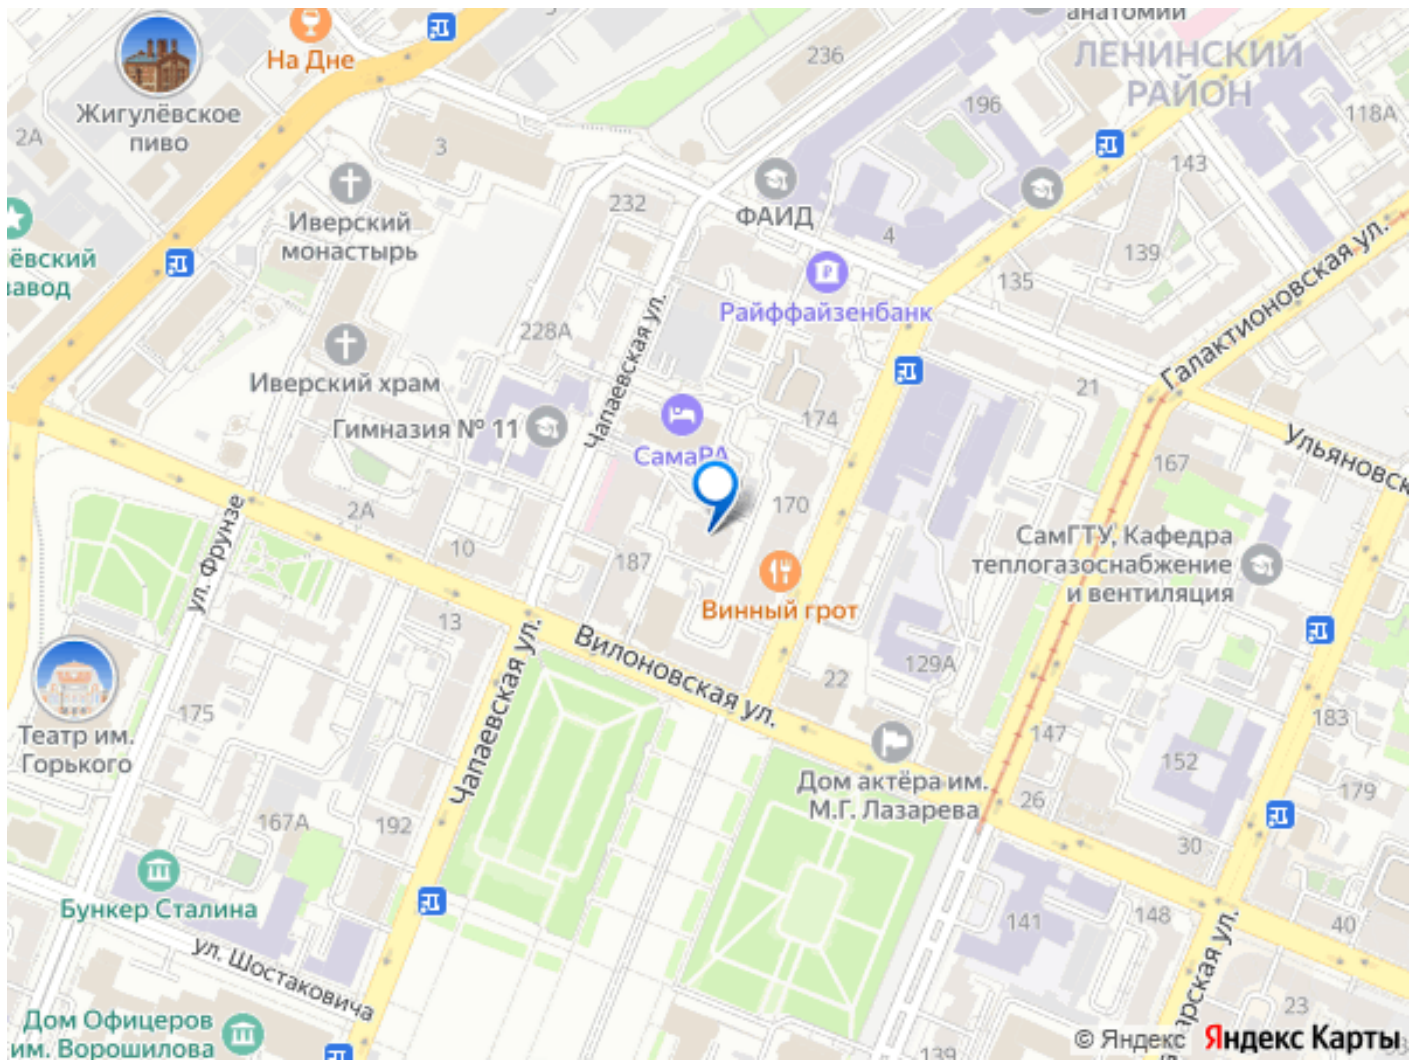 анатомии
ЛЕНИНСКИЙ
РАЙОН
На Дне
236
196
118А
Жигулёвское
пиво
2А
3
143
Иверский
монастырь
232
ФАИД
4
139
ёвский
завод
135
Райффайзенбанк
228А
Чапаевская ул.
Галактионовская ул.
Иверский храм
21
Гимназия № 11
174
СамаРА
167
Ульяновск
2А
170
ул. Фрунзе
10
187
СамГТУ, Кафедра
теплогазоснабжение
и вентиляция
Винный грот
13
Вилоновская ул.
129А
22
175
Чапаевская ул.
183
Театр им.
Горького
147
152
Дом актёра им.
М.Г. Лазарева
26
179
167А
192
30
Бункер Сталина
141
148
40
ул. Шостаковича
арская ул.
23
Дом Офицеров
им. Ворошилова
139
© Яндекс Яндекс Карты